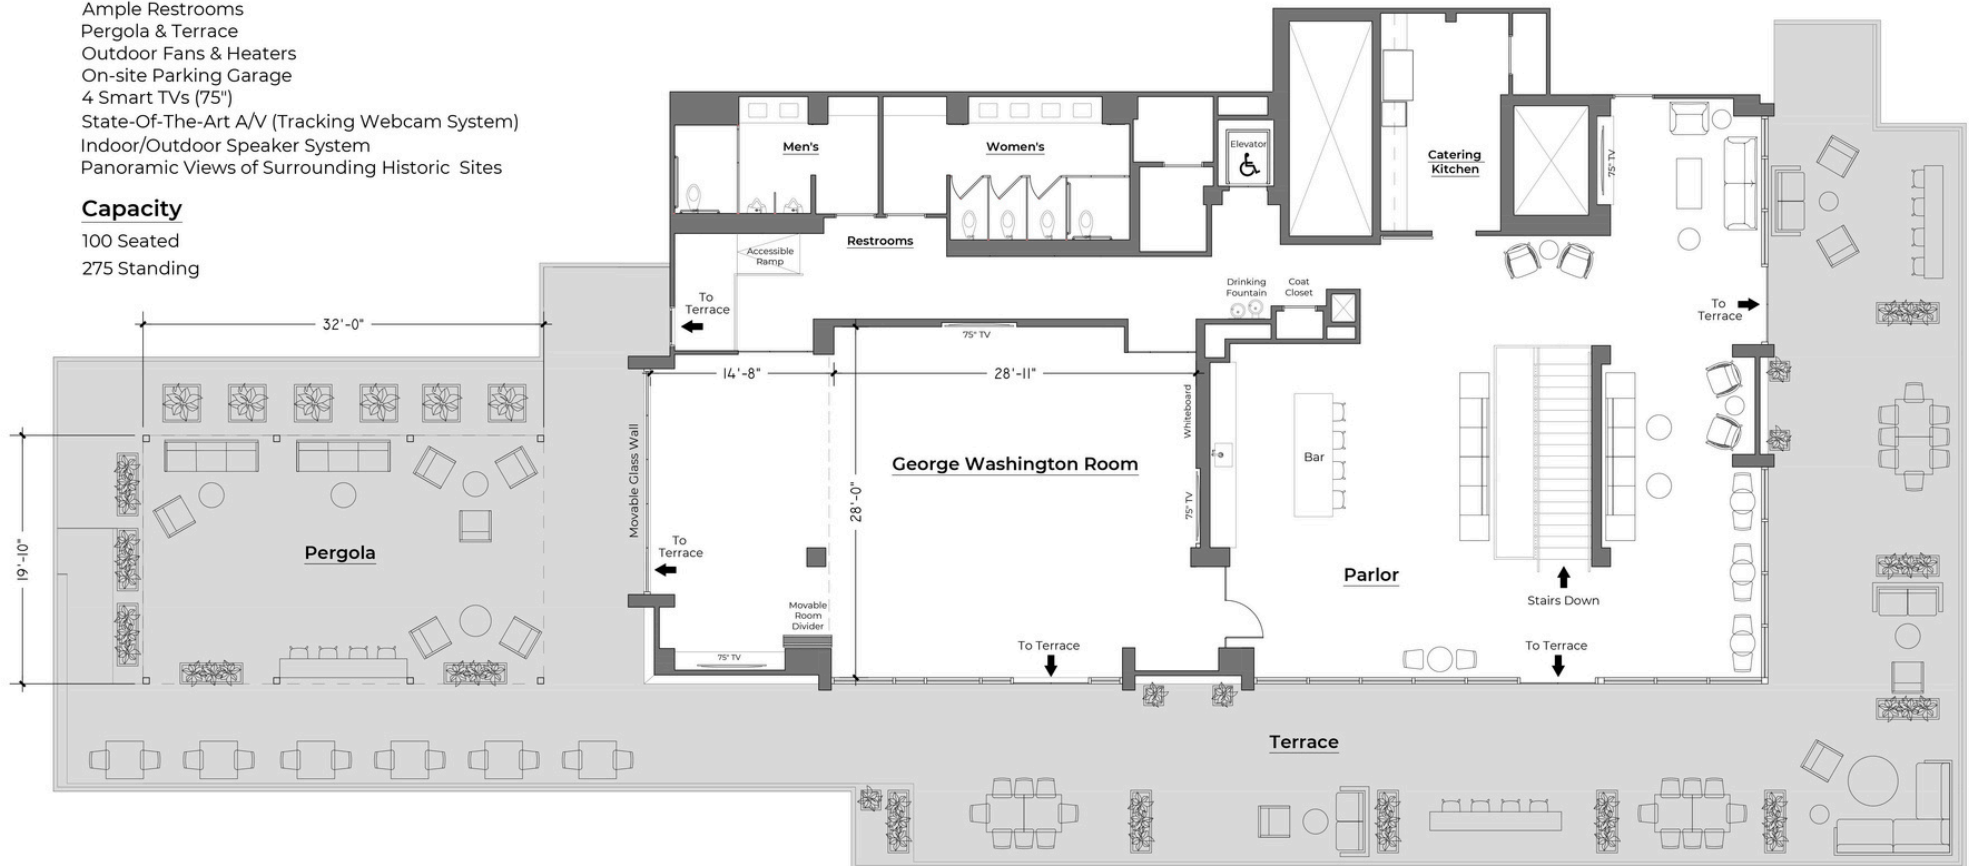 Ample Restrooms
Pergola & Terrace
Outdoor Fans & Heaters
On-site Parking Garage
4 Smart TVs (75")
State-Of-The-Art A/V (Tracking Webcam System)
Indoor/Outdoor Speaker System
Panoramic Views of Surrounding Historic Sites
Capacity
100 Seated
275 Standing
Men's
Women's
Elevator
Catering
Kitchen
75" TV
Restrooms
Accessible
Ramp
To
Terrace
Drinking
Fountain
Coat
Closet
To
Terrace
32'-0"
75" TV
14'-8"
28'-11"
Whiteboard
Movable Glass Wall
George Washington Room
Bar
28'-0"
75" TV
19'-10"
Pergola
To
Terrace
Parlor
Stairs Down
Movable
Room
Divider
75" TV
To Terrace
To Terrace
Terrace